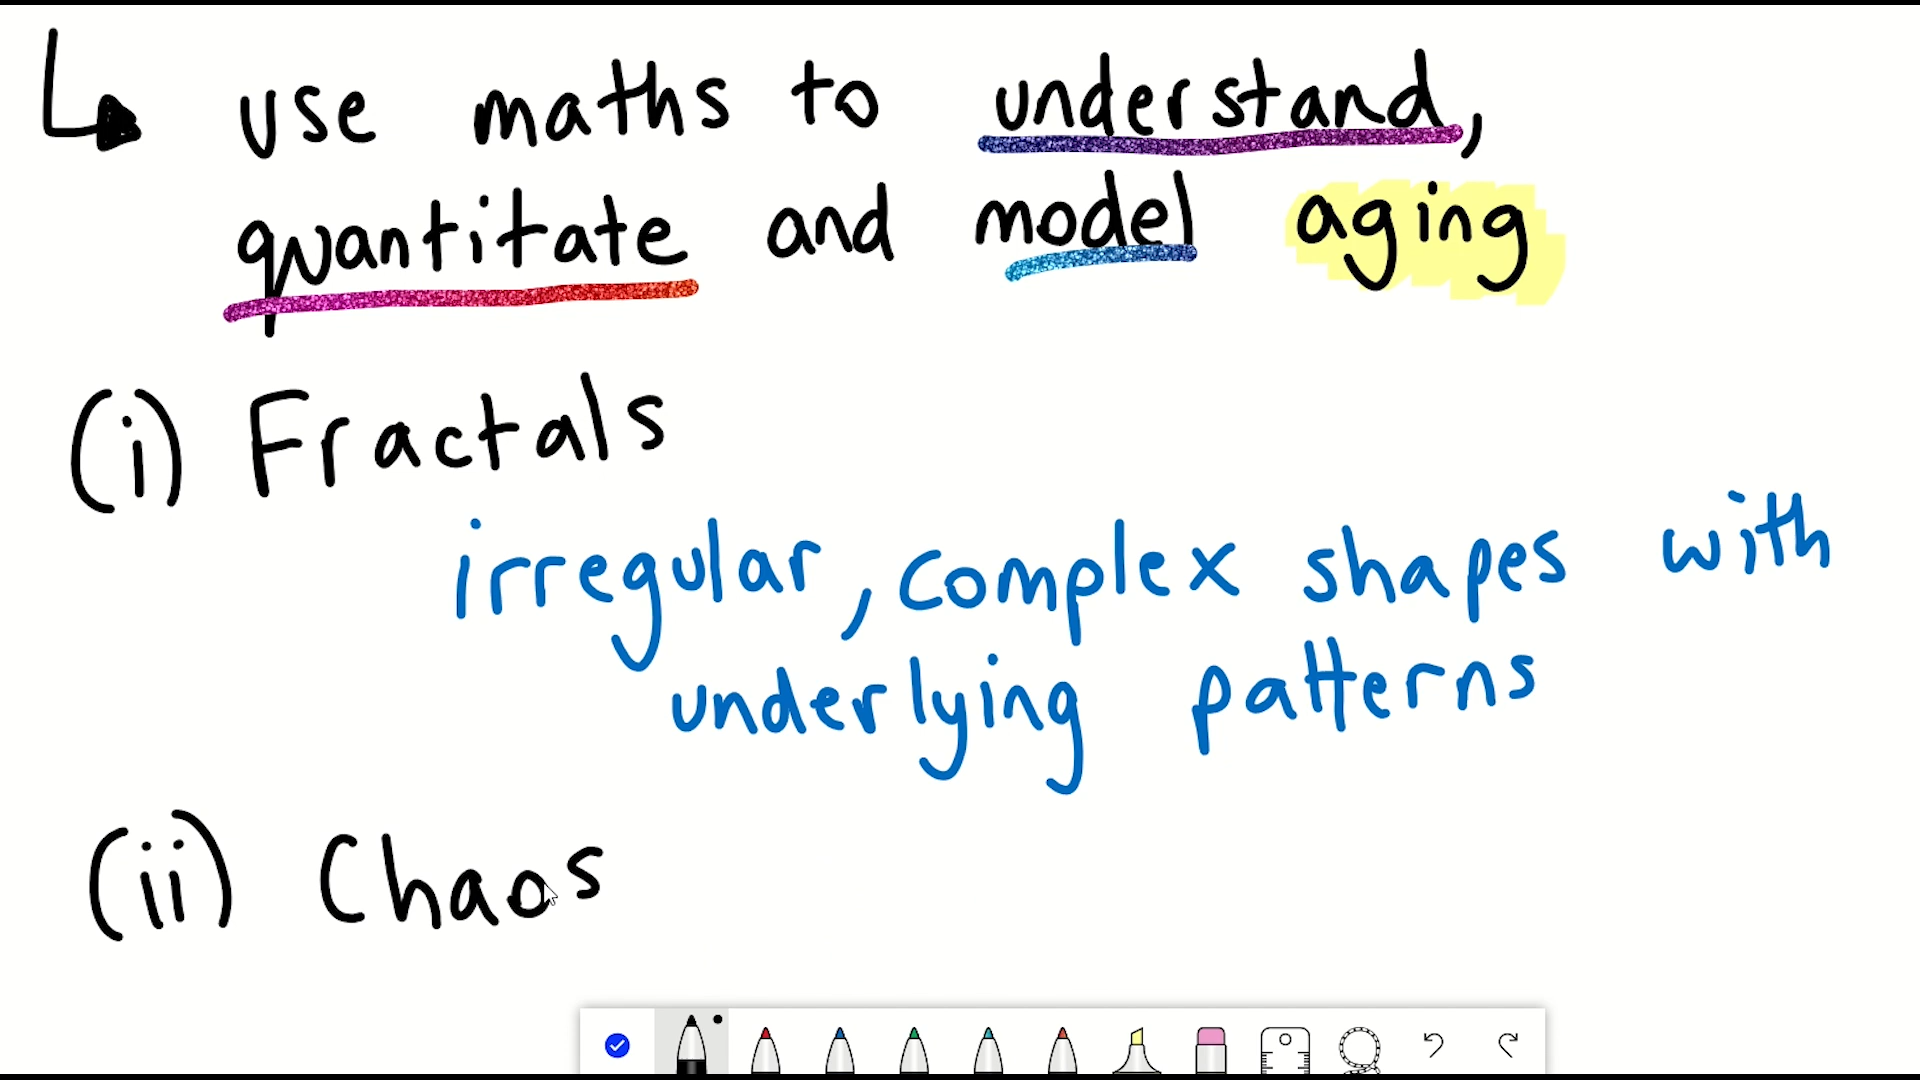 use maths to understand,
quantitate and model aging
(i) Fractals
irregular, complex shapes with
underlying patterns
(ii) Chaos